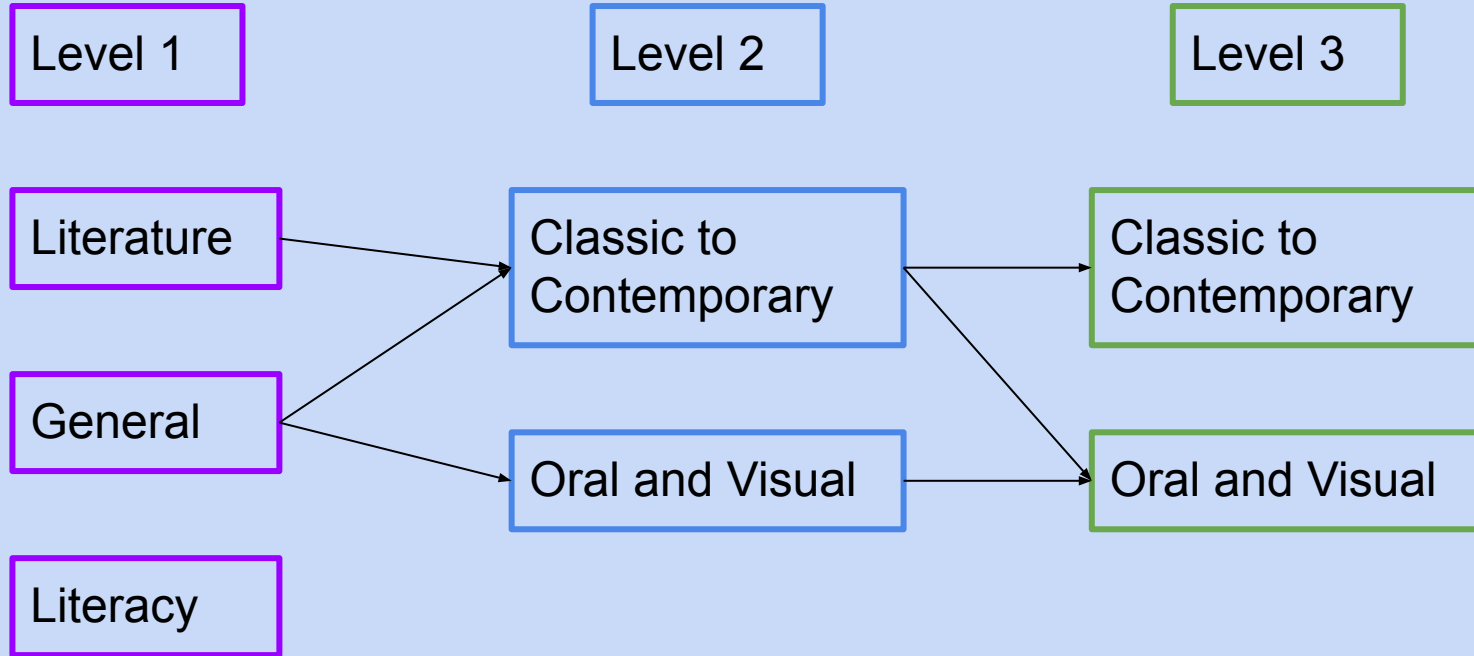 Level 1
Level 2
Level 3
Literature
Classic to
Contemporary
Classic to
Contemporary
General
Oral and Visual
Oral and Visual
Literacy